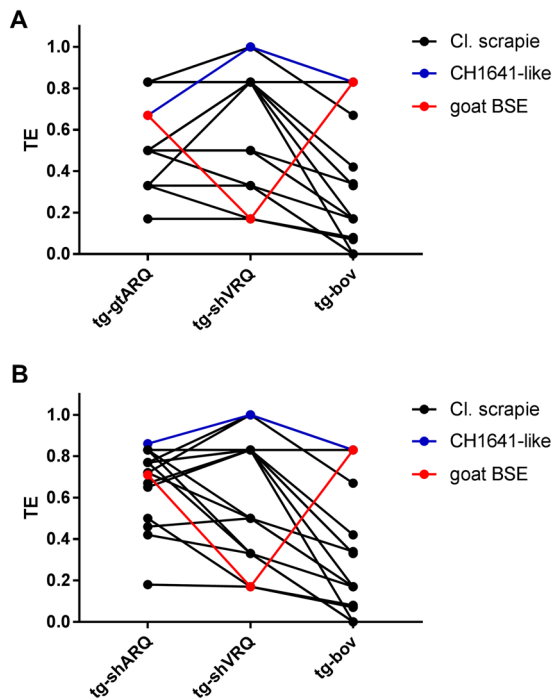 A
TE
1.0
0.8
0.6
0.4
0.2
0.0
tg-gtARQ
tg-shVRQ
tg-bov
Cl. scrapie
CH1641-like
goat BSE
B
TE
1.0
0.8
0.6
0.4
0.2
0.0
tg-shARQ
tg-shVRQ
tg-bov
Cl. scrapie
CH1641-like
goat BSE